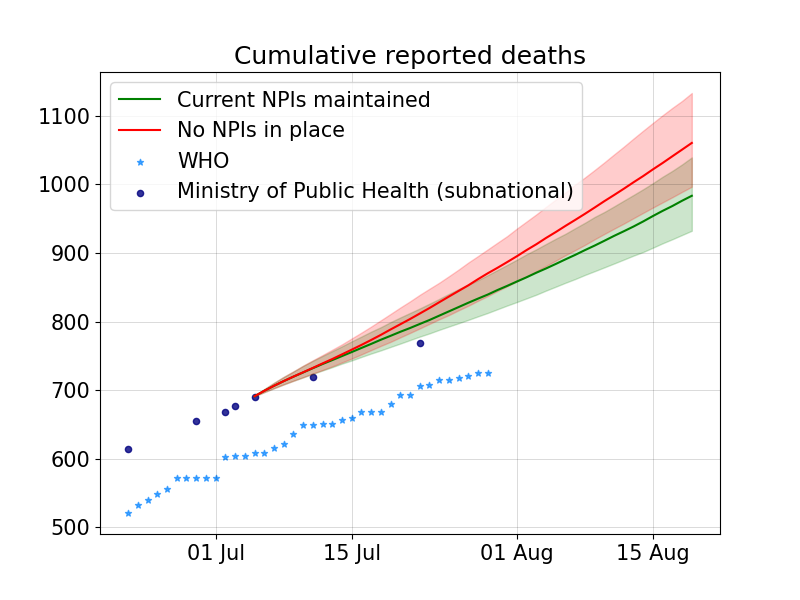 Cumulative reported deaths
Current NPIs maintained
No NPIs in place
WHO
Ministry of Public Health (subnational)
1100
1000
900
800
700
600
500
01 Jul 15 Jul 01 Aug 15 Aug